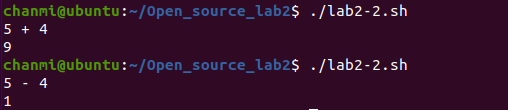 chanmi@ubuntu:~/Open_source_lab2$ ./lab2-2.sh
5 + 4
9
chanmi@ubuntu:~/Open_source_lab2$ ./lab2-2.sh
5 - 4
1